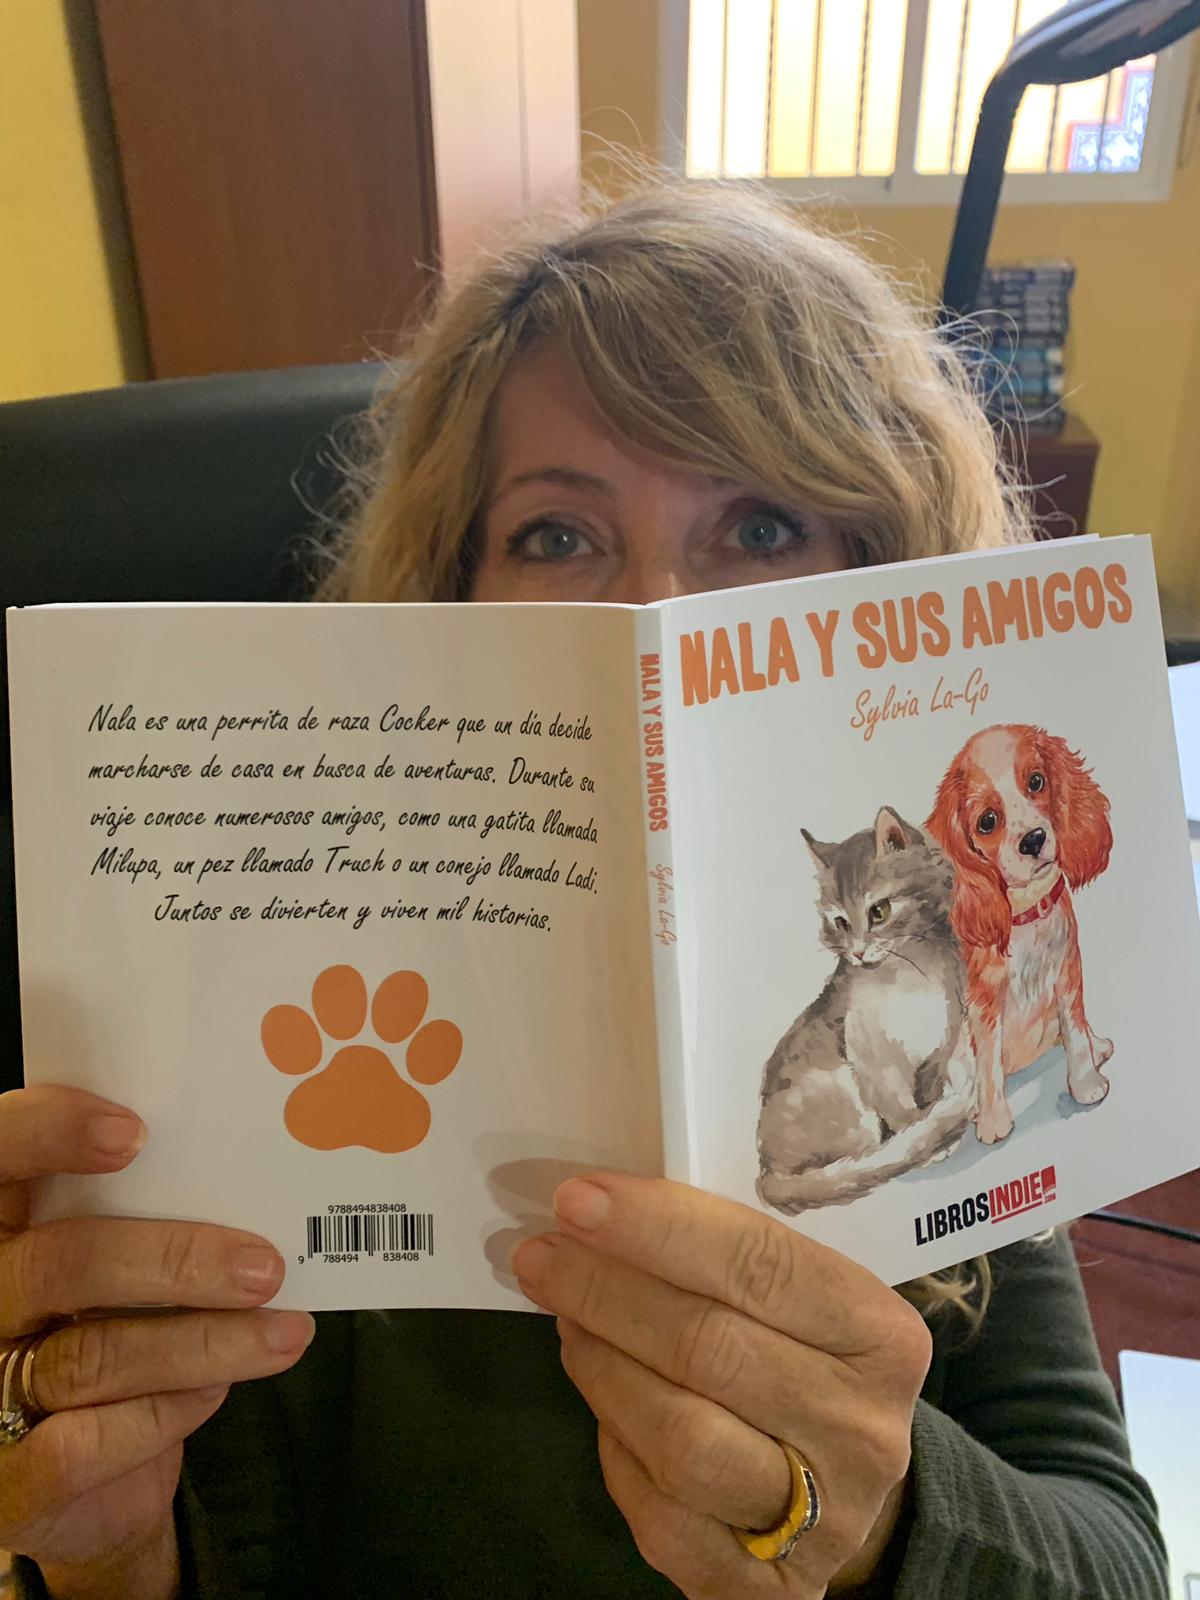 Nala es una perrita de raza Cocker que un día decide
marcharse de casa en busca de aventuras. Durante su
viaje conoce numerosos amigos, como una gatita llamada
Milupa, un pez llamado Truch o un conejo llamado Ladi.
Juntos se divierten y viven mil historias.
9788494838408
9 788494 838408
NALA Y SUS AMIGOS
Sylvia La-Go
NALA Y SUS AMIGOS
Sylvia La-Go
LIBROSINDIE
.COM